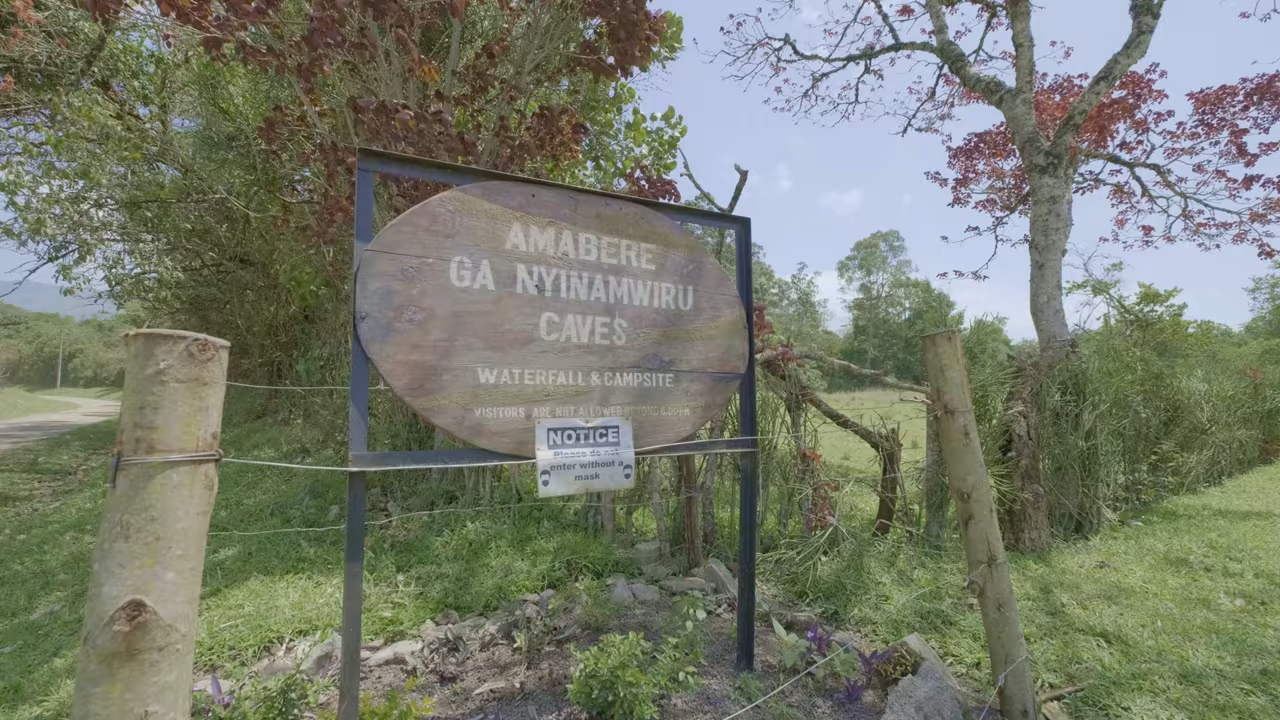 AMABERE
GA NYINAMWIRU
CAVES
WATERFALL & CAMPSITE
VISITORS ARE NOT ALLOWED BEYOND 6:00PM
NOTICE
Please do not
enter without a
mask